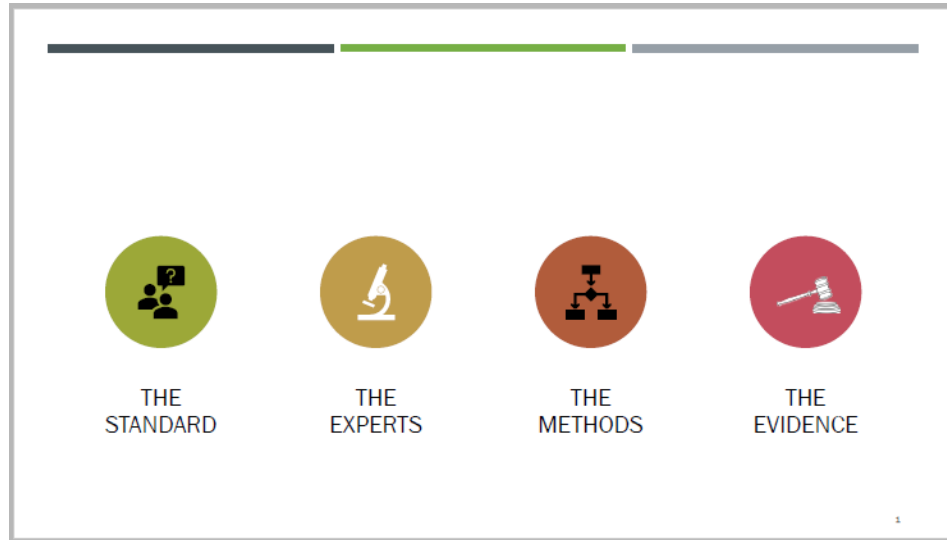 ?
THE
STANDARD
THE
EXPERTS
THE
METHODS
THE
EVIDENCE
1